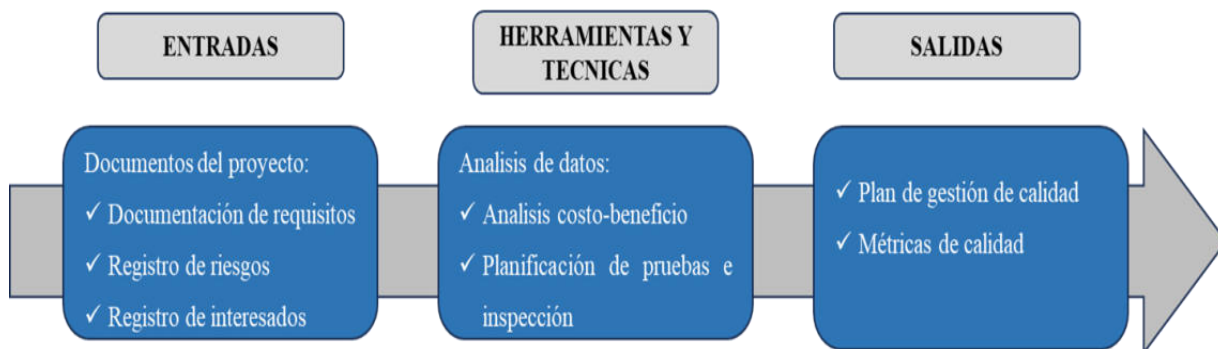 ENTRADAS
HERRAMIENTAS Y
TECNICAS
SALIDAS
Documentos del proyecto:
✓ Documentación de requisitos
✓ Registro de riesgos
✓ Registro de interesados
Analisis de datos:
✓ Analisis costo-beneficio
✓ Planificación de pruebas e
inspección
✓ Plan de gestión de calidad
✓ Métricas de calidad